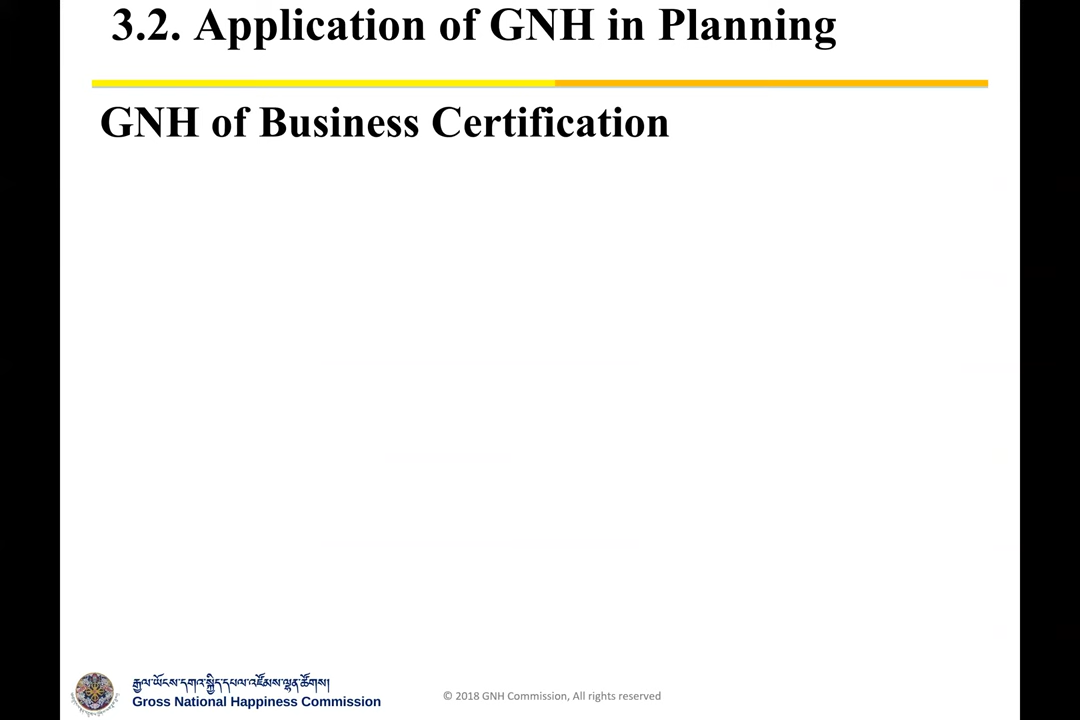 3.2. Application of GNH in Planning
GNH of Business Certification
རྒྱལ་ཡོངས་དགའ་སྐྱིད་དཔལ་འཛོམས་ལྷན་ཚོགས།
Gross National Happiness Commission
© 2018 GNH Commission, All rights reserved